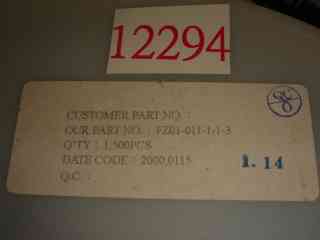 12294
CUSTOMER PART NO. :
OUR PART NO. : PZ01-011-1-1-3
Q'TY : 1,500PCS
DATE CODE : 2000,0115
1. 14
Q.C. :